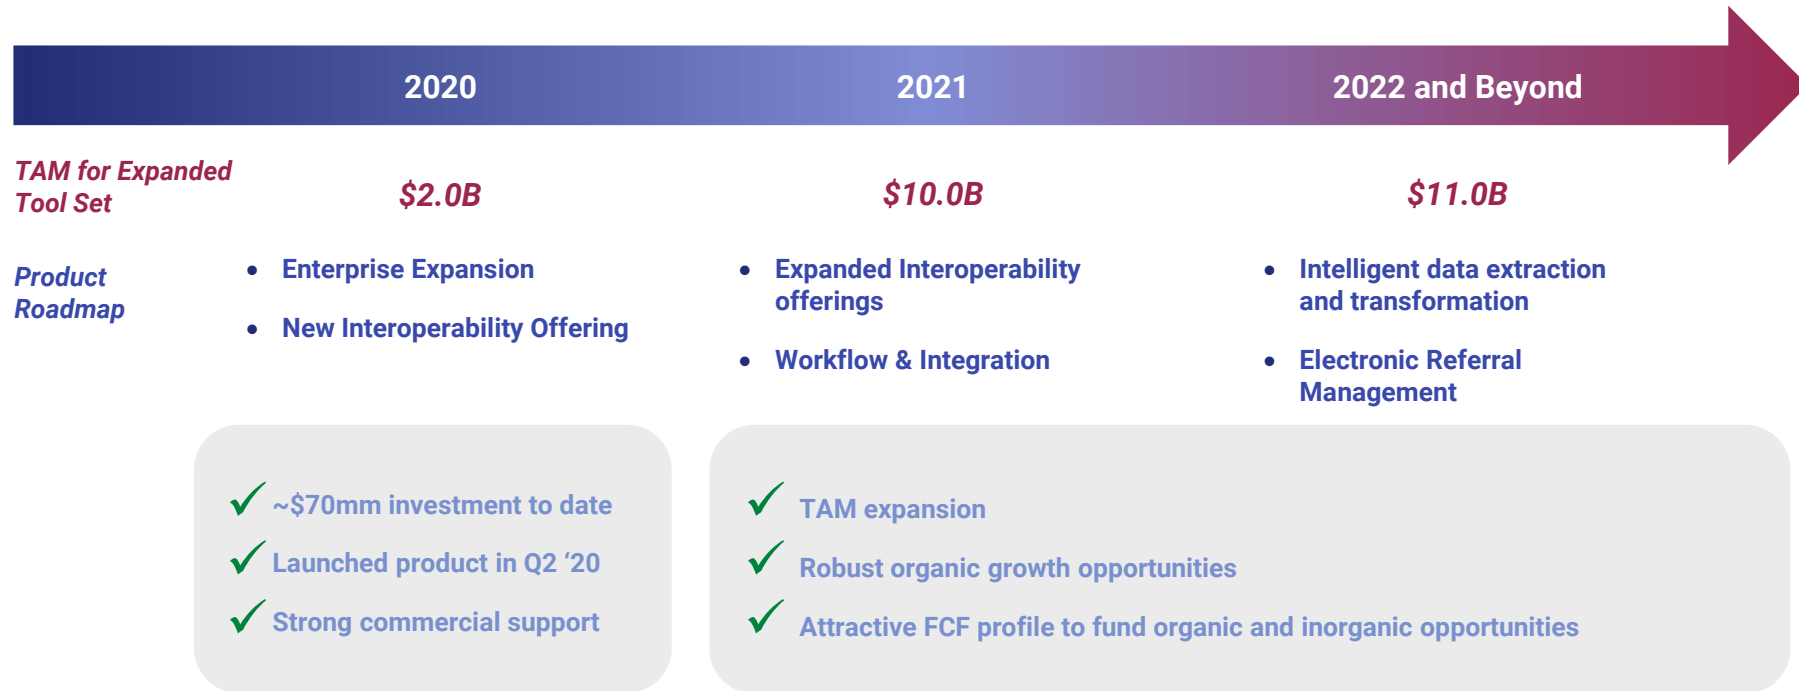 2020
2021
2022 and Beyond
TAM for Expanded
Tool Set
$2.0B
$10.0B
$11.0B
Product
Roadmap
• Enterprise Expansion
• New Interoperability Offering
• Expanded Interoperability
offerings
• Workflow & Integration
• Intelligent data extraction
and transformation
• Electronic Referral
Management
~$70mm investment to date
Launched product in Q2 ‘20
Strong commercial support
TAM expansion
Robust organic growth opportunities
Attractive FCF profile to fund organic and inorganic opportunities